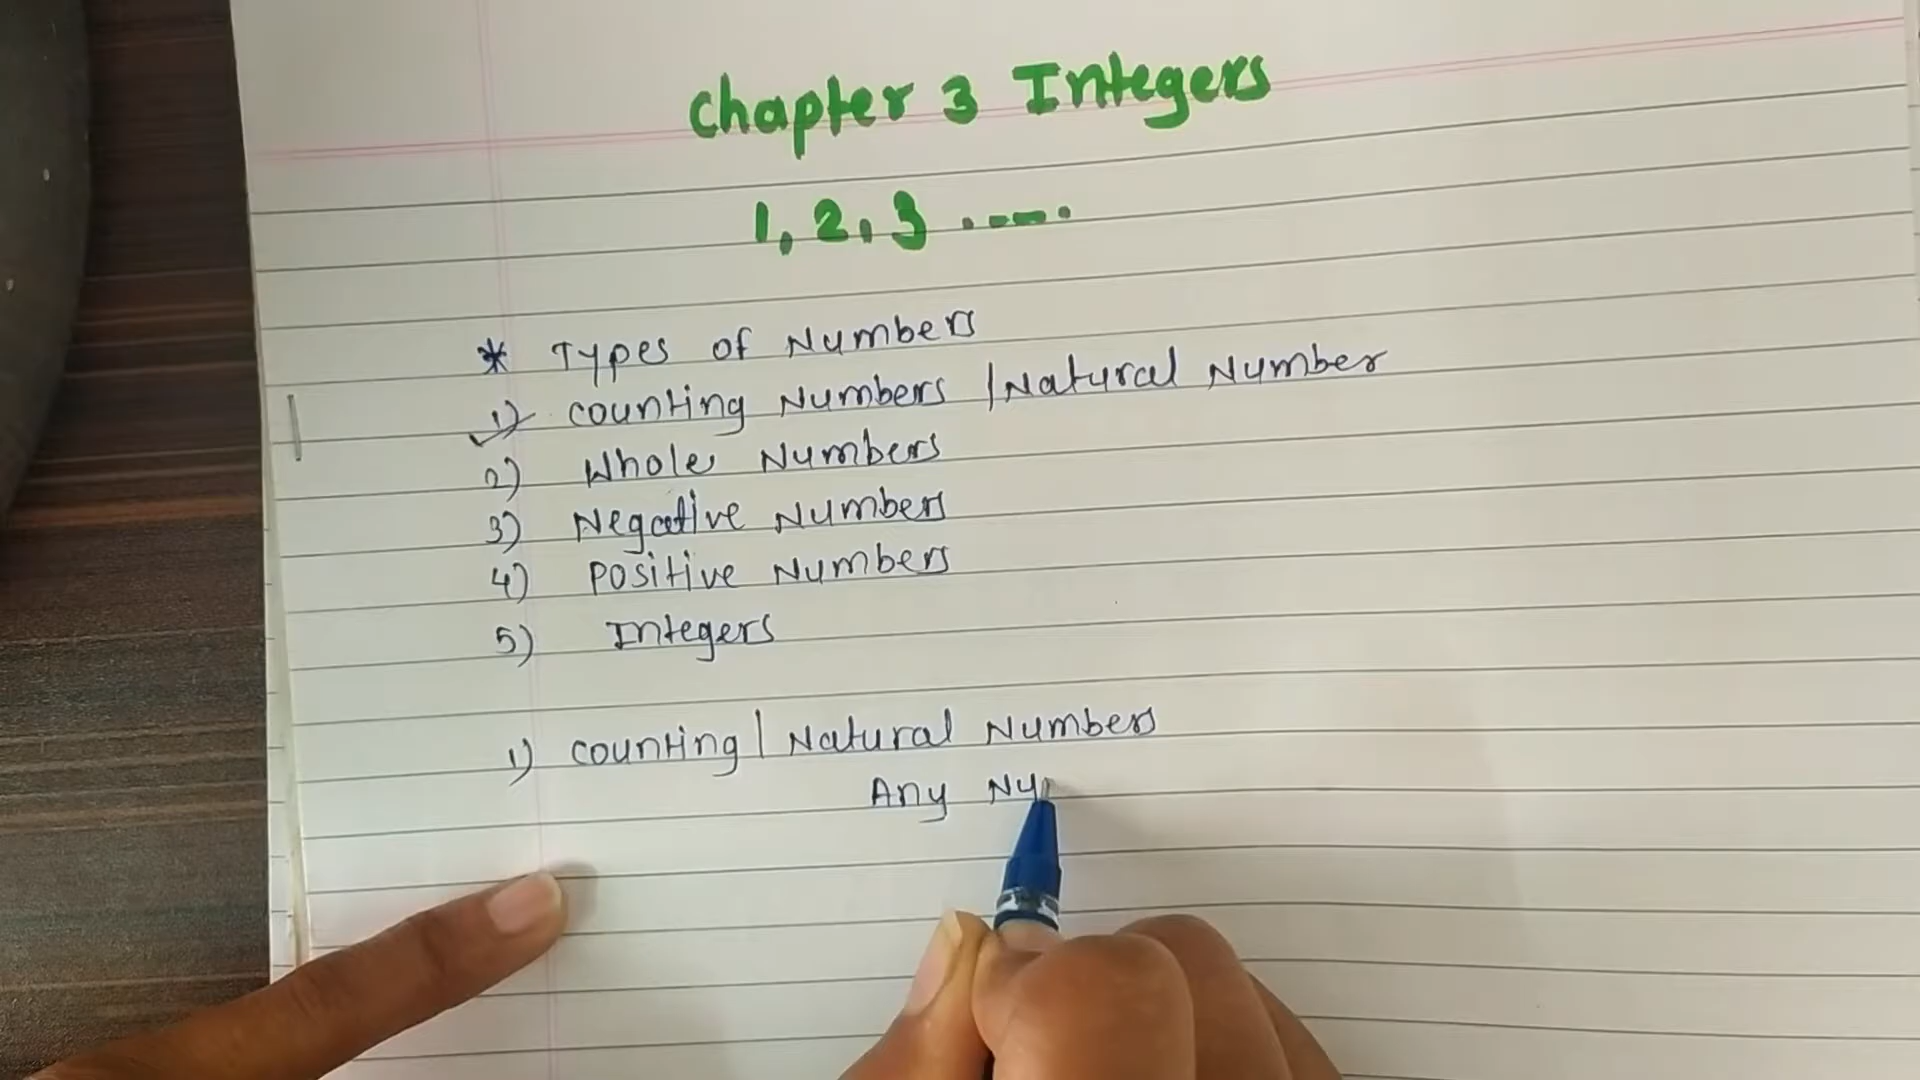 Chapter 3 Integers
1, 2, 3 .....
* Types of Numbers
1) Counting Numbers / Natural Number
2) Whole Numbers
3) Negative Numbers
4) Positive Numbers
5) Integers
1) Counting | Natural Numbers
Any Nu